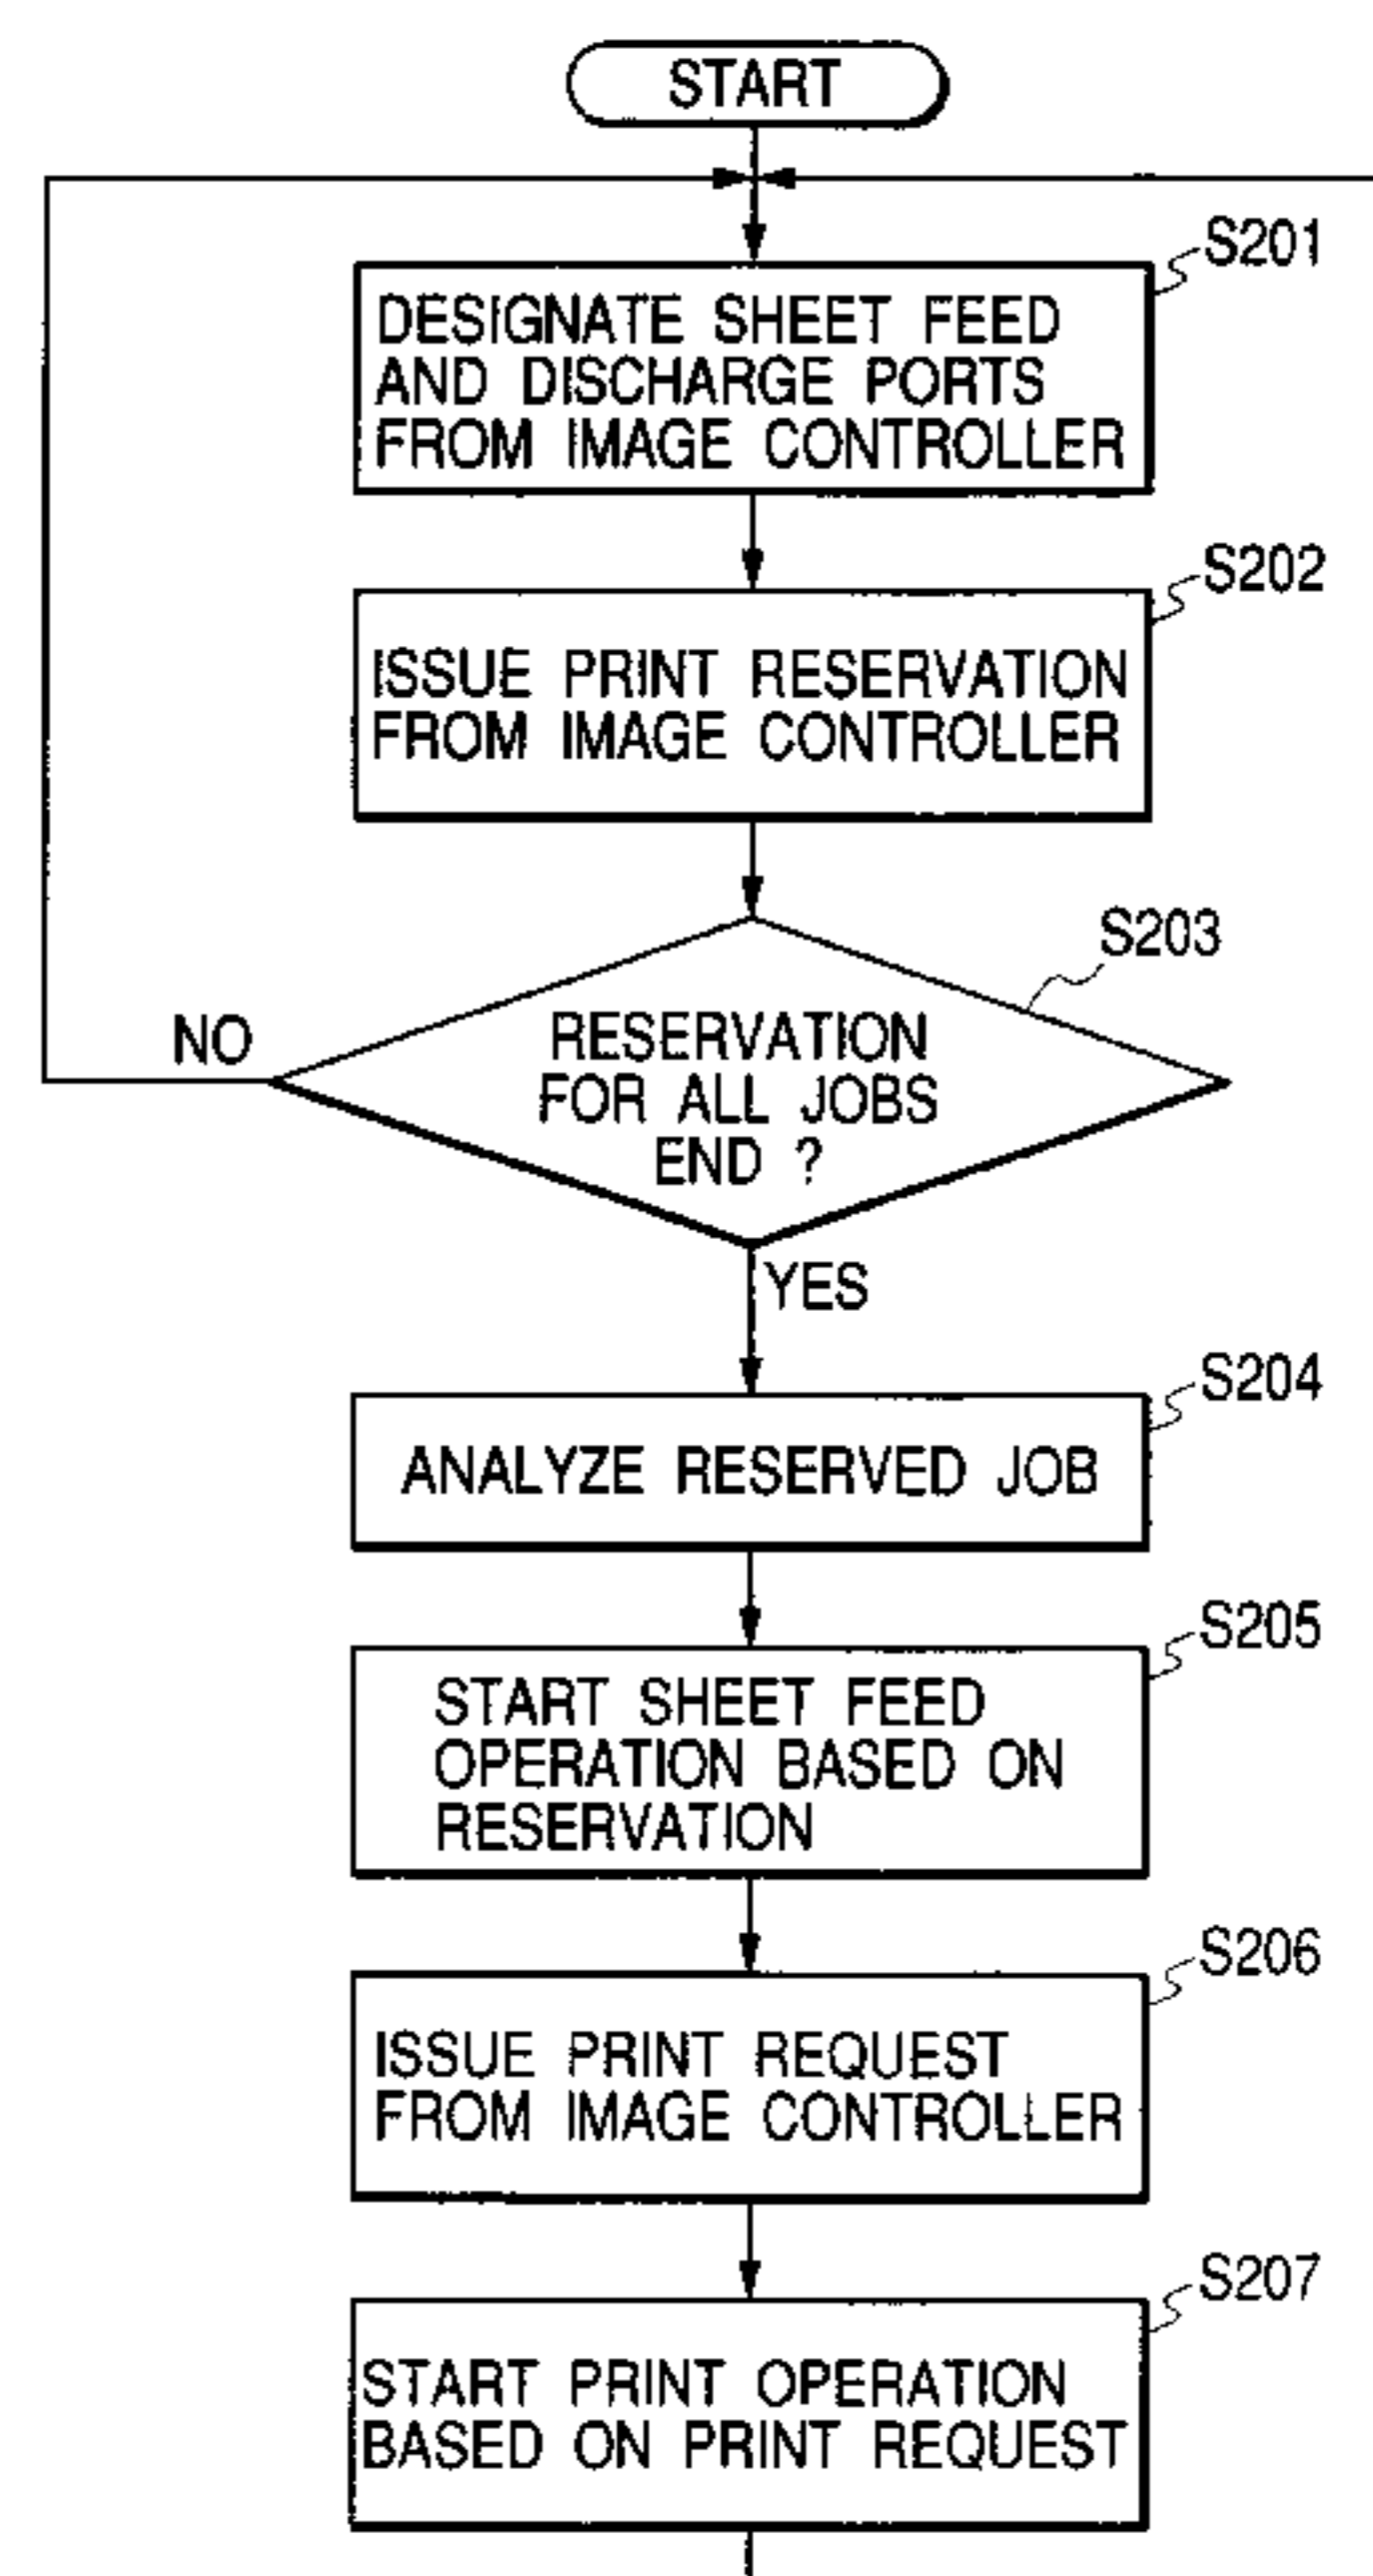 START
S201
DESIGNATE SHEET FEED
AND DISCHARGE PORTS
FROM IMAGE CONTROLLER
S202
ISSUE PRINT RESERVATION
FROM IMAGE CONTROLLER
S203
RESERVATION
FOR ALL JOBS
END ?
NO
YES
S204
ANALYZE RESERVED JOB
S205
START SHEET FEED
OPERATION BASED ON
RESERVATION
S206
ISSUE PRINT REQUEST
FROM IMAGE CONTROLLER
S207
START PRINT OPERATION
BASED ON PRINT REQUEST